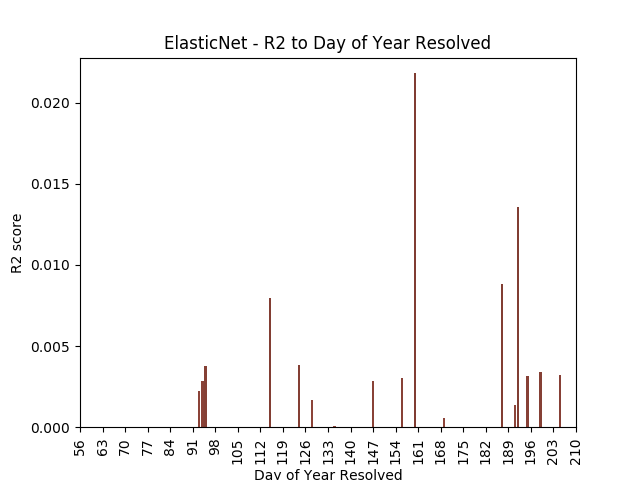 ElasticNet - R2 to Day of Year Resolved
R2 score
0.020
0.015
0.010
0.005
0.000
56 63 70 77 84 91 98 105 112 119 126 133 140 147 154 161 168 175 182 189 196 203 210
Day of Year Resolved